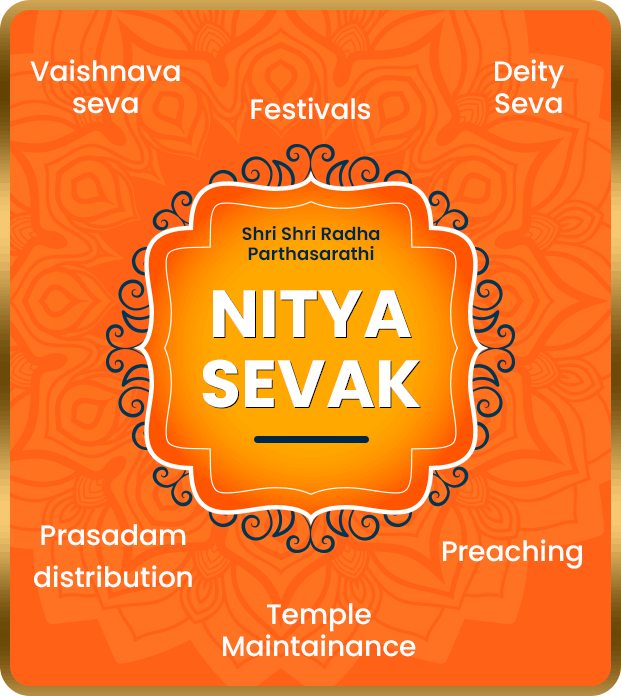 Vaishnava
seva
Festivals
Deity
Seva
Shri Shri Radha
Parthasarathi
NITYA
SEVAK
Prasadam
distribution
Preaching
Temple
Maintainance